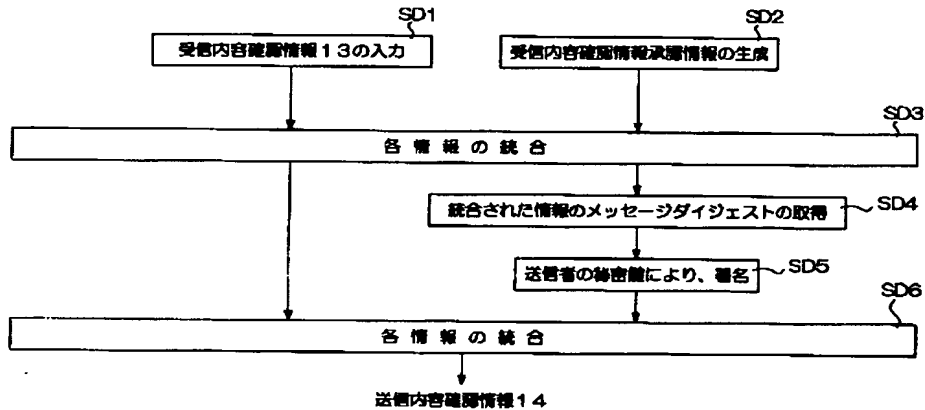 SD1
受信内容確認情報13の入力
SD2
受信内容確認情報承認情報の生成
SD3
各情報の統合
統合された情報のメッセージダイジェストの取得
SD4
送信者の秘密鍵により、署名
SD5
SD6
各情報の統合
送信内容確認情報14